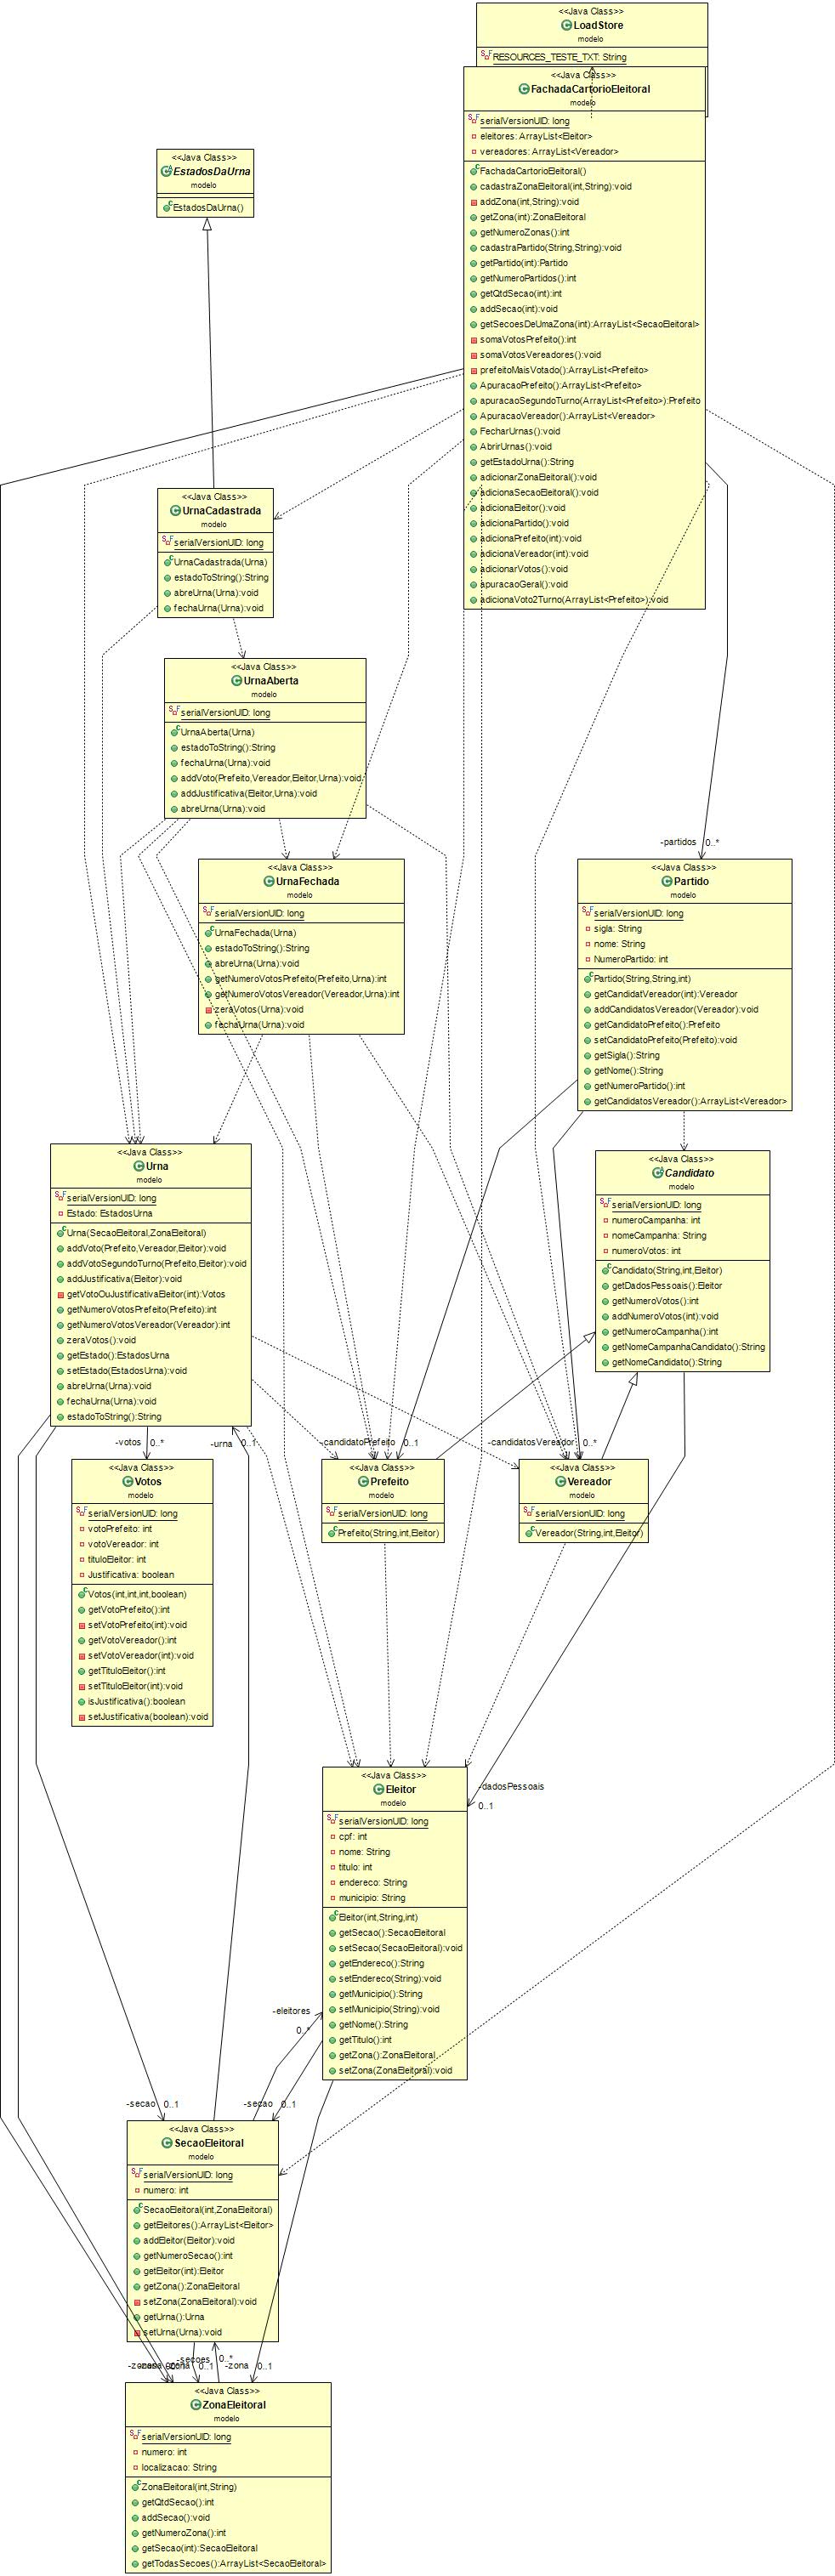 <<Java Class>>
LoadStore
modelo
RESOURCES_TESTE_TXT: String
<<Java Class>>
FachadaCartorioEleitoral
modelo
serialVersionUID: long
eleitores: ArrayList<Eleitor>
vereadores: ArrayList<Vereador>
FachadaCartorioEleitoral()
cadastraZonaEleitoral(int,String):void
addZona(int,String):void
getZona(int):ZonaEleitoral
getNumeroZonas():int
cadastraPartido(String,String):void
getPartido(int):Partido
getNumeroPartidos():int
getQtdSecao(int):int
addSecao(int):void
getSecoesDeUmaZona(int):ArrayList<SecaoEleitoral>
somaVotosPrefeito():int
somaVotosVereadores():void
prefeitoMaisVotado():ArrayList<Prefeito>
ApuracaoPrefeito():ArrayList<Prefeito>
apuracaoSegundoTurno(ArrayList<Prefeito>):Prefeito
ApuracaoVereador():ArrayList<Vereador>
FecharUrnas():void
AbrirUrnas():void
getEstadoUrna():String
adicionarZonaEleitoral():void
adicionaSecaoEleitoral():void
adicionaEleitor():void
adicionaPartido():void
adicionaPrefeito(int):void
adicionaVereador(int):void
adicionarVotos():void
apuracaoGeral():void
adicionaVoto2Turno(ArrayList<Prefeito>):void
<<Java Class>>
EstadosDaUrna
modelo
EstadosDaUrna()
<<Java Class>>
UrnaCadastrada
modelo
serialVersionUID: long
UrnaCadastrada(Urna)
estadoToString():String
abreUrna(Urna):void
fechaUrna(Urna):void
<<Java Class>>
UrnaAberta
modelo
serialVersionUID: long
UrnaAberta(Urna)
estadoToString():String
fechaUrna(Urna):void
addVoto(Prefeito,Vereador,Eleitor,Urna):void
addJustificativa(Eleitor,Urna):void
abreUrna(Urna):void
<<Java Class>>
UrnaFechada
modelo
serialVersionUID: long
UrnaFechada(Urna)
estadoToString():String
abreUrna(Urna):void
getNumeroVotosPrefeito(Prefeito,Urna):int
getNumeroVotosVereador(Vereador,Urna):int
zeraVotos(Urna):void
fechaUrna(Urna):void
-partidos 0..*
<<Java Class>>
Partido
modelo
serialVersionUID: long
sigla: String
nome: String
NumeroPartido: int
Partido(String,String,int)
getCandidatVereador(int):Vereador
addCandidatosVereador(Vereador):void
getCandidatoPrefeito():Prefeito
setCandidatoPrefeito(Prefeito):void
getSigla():String
getNome():String
getNumeroPartido():int
getCandidatosVereador():ArrayList<Vereador>
<<Java Class>>
Urna
modelo
serialVersionUID: long
Estado: EstadosUrna
Urna(SecaoEleitoral,ZonaEleitoral)
addVoto(Prefeito,Vereador,Eleitor):void
addVotoSegundoTurno(Prefeito,Eleitor):void
addJustificativa(Eleitor):void
getVotoOuJustificativaEleitor(int):Votos
getNumeroVotosPrefeito(Prefeito):int
getNumeroVotosVereador(Vereador):int
zeraVotos():void
getEstado():EstadosUrna
setEstado(EstadosUrna):void
abreUrna(Urna):void
fechaUrna(Urna):void
estadoToString():String
<<Java Class>>
Candidato
modelo
serialVersionUID: long
numeroCampanha: int
nomeCampanha: String
numeroVotos: int
Candidato(String,int,Eleitor)
getDadosPessoais():Eleitor
getNumeroVotos():int
addNumeroVotos(int):void
getNumeroCampanha():int
getNomeCampanhaCandidato():String
getNomeCandidato():String
-votos 0..*
-urna 0..1
-candidatoPrefeito 0..1
-candidatosVereador 0..*
<<Java Class>>
Votos
modelo
serialVersionUID: long
votoPrefeito: int
votoVereador: int
tituloEleitor: int
Justificativa: boolean
Votos(int,int,int,boolean)
getVotoPrefeito():int
setVotoPrefeito(int):void
getVotoVereador():int
setVotoVereador(int):void
getTituloEleitor():int
setTituloEleitor(int):void
isJustificativa():boolean
setJustificativa(boolean):void
<<Java Class>>
Prefeito
modelo
serialVersionUID: long
Prefeito(String,int,Eleitor)
<<Java Class>>
Vereador
modelo
serialVersionUID: long
Vereador(String,int,Eleitor)
-dadosPessoais
0..1
<<Java Class>>
Eleitor
modelo
serialVersionUID: long
cpf: int
nome: String
titulo: int
endereco: String
municipio: String
Eleitor(int,String,int)
getSecao():SecaoEleitoral
setSecao(SecaoEleitoral):void
getEndereco():String
setEndereco(String):void
getMunicipio():String
setMunicipio(String):void
getNome():String
getTitulo():int
getZona():ZonaEleitoral
setZona(ZonaEleitoral):void
-eleitores
0..*
-secao 0..1
-secao 0..1
<<Java Class>>
SecaoEleitoral
modelo
serialVersionUID: long
numero: int
SecaoEleitoral(int,ZonaEleitoral)
getEleitores():ArrayList<Eleitor>
addEleitor(Eleitor):void
getNumeroSecao():int
getEleitor(int):Eleitor
getZona():ZonaEleitoral
setZona(ZonaEleitoral):void
getUrna():Urna
setUrna(Urna):void
-secoes 0..*
0..1
-zona 0..1
<<Java Class>>
ZonaEleitoral
modelo
serialVersionUID: long
numero: int
localizacao: String
ZonaEleitoral(int,String)
getQtdSecao():int
addSecao():void
getNumeroZona():int
getSecao(int):SecaoEleitoral
getTodasSecoes():ArrayList<SecaoEleitoral>